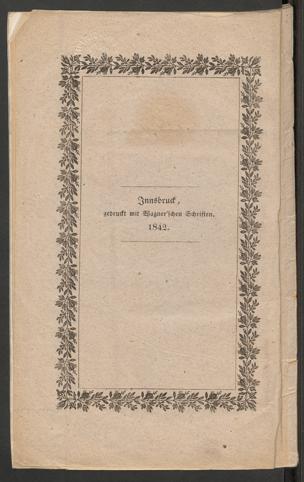 Innsbruck,
gedruckt mit Wagner'schen Schriften.
1842.